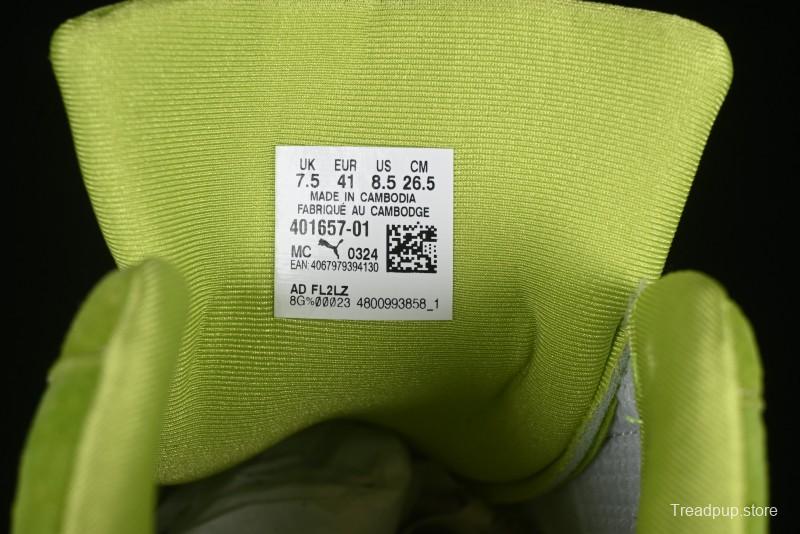 UK EUR US CM
7.5 41 8.5 26.5
MADE IN CAMBODIA
FABRIQUÉ AU CAMBODGE
401657-01
MC 0324
EAN: 4067979394130
AD FL2LZ
8G%00023 4800993858_1
Treadpup.store